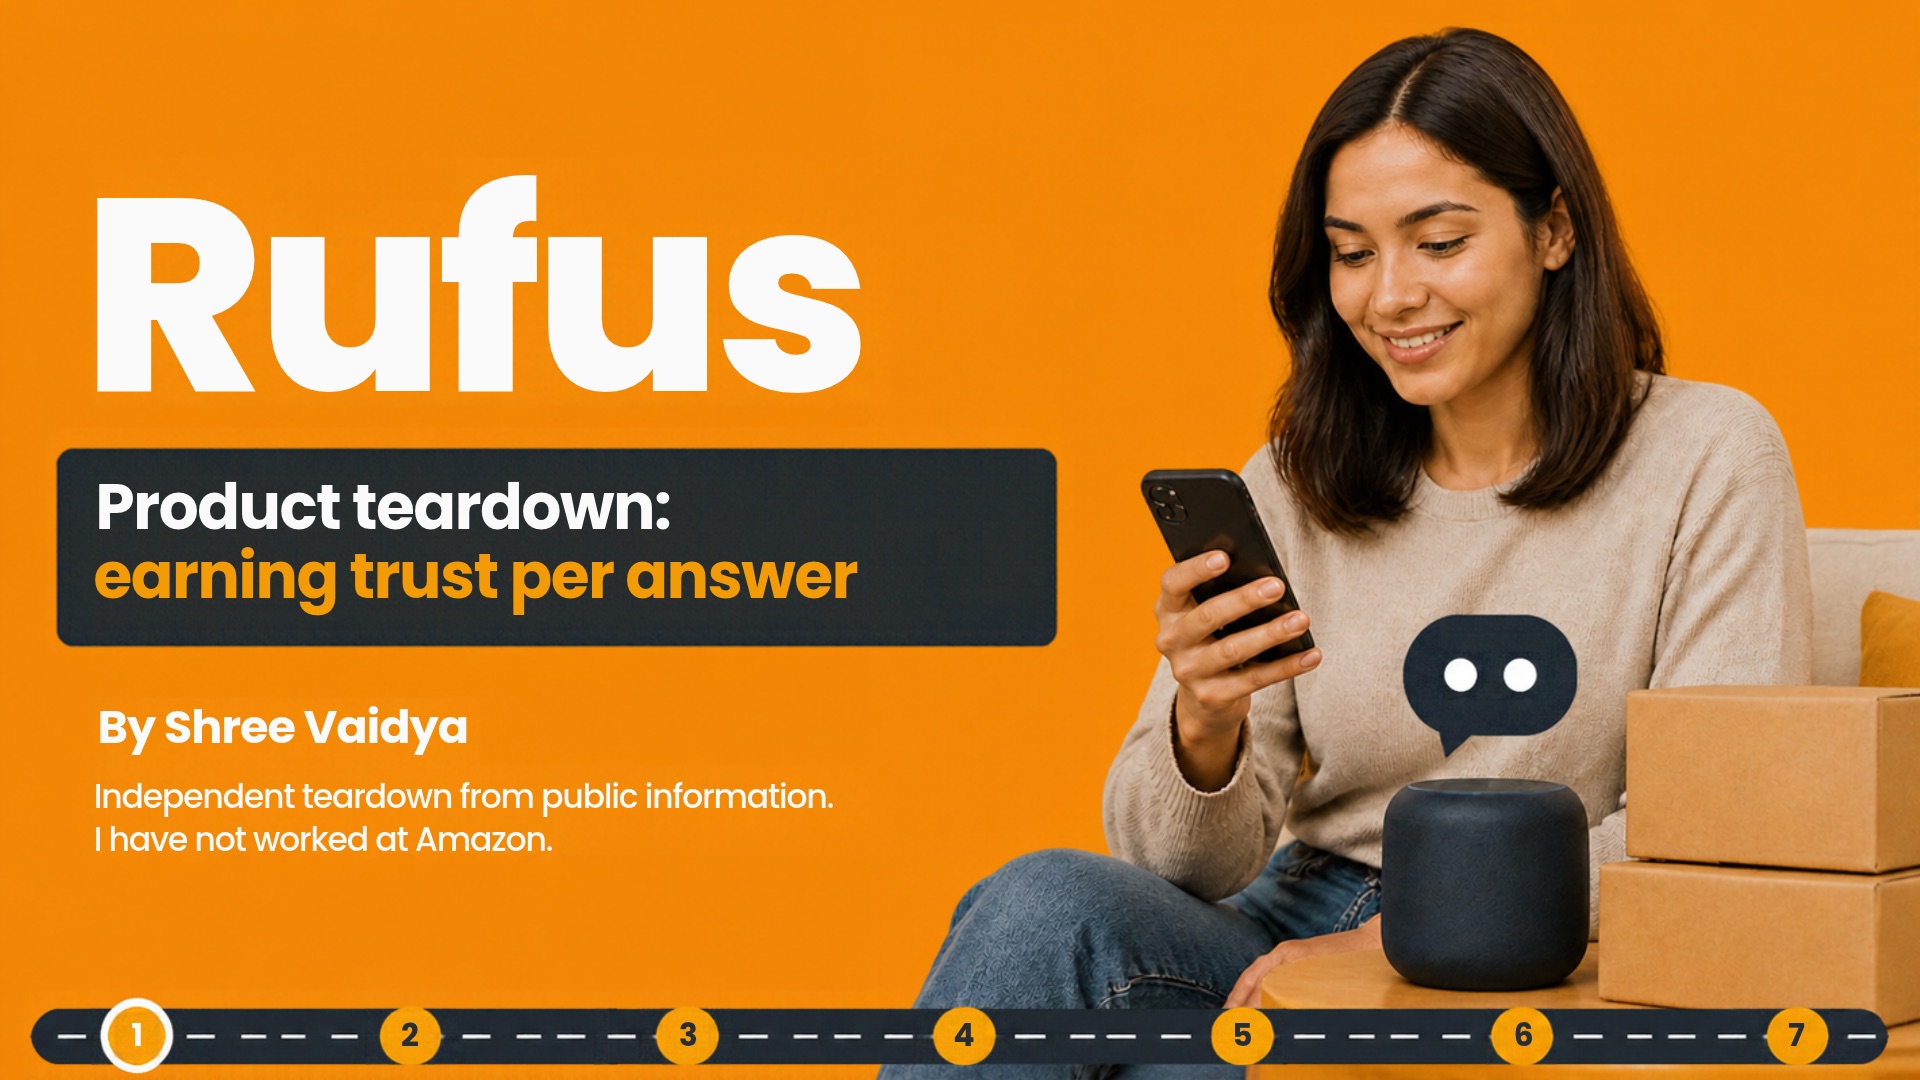 Rufus
Product teardown:
earning trust per answer
By Shree Vaidya
Independent teardown from public information.
I have not worked at Amazon.
1 2 3 4 5 6 7